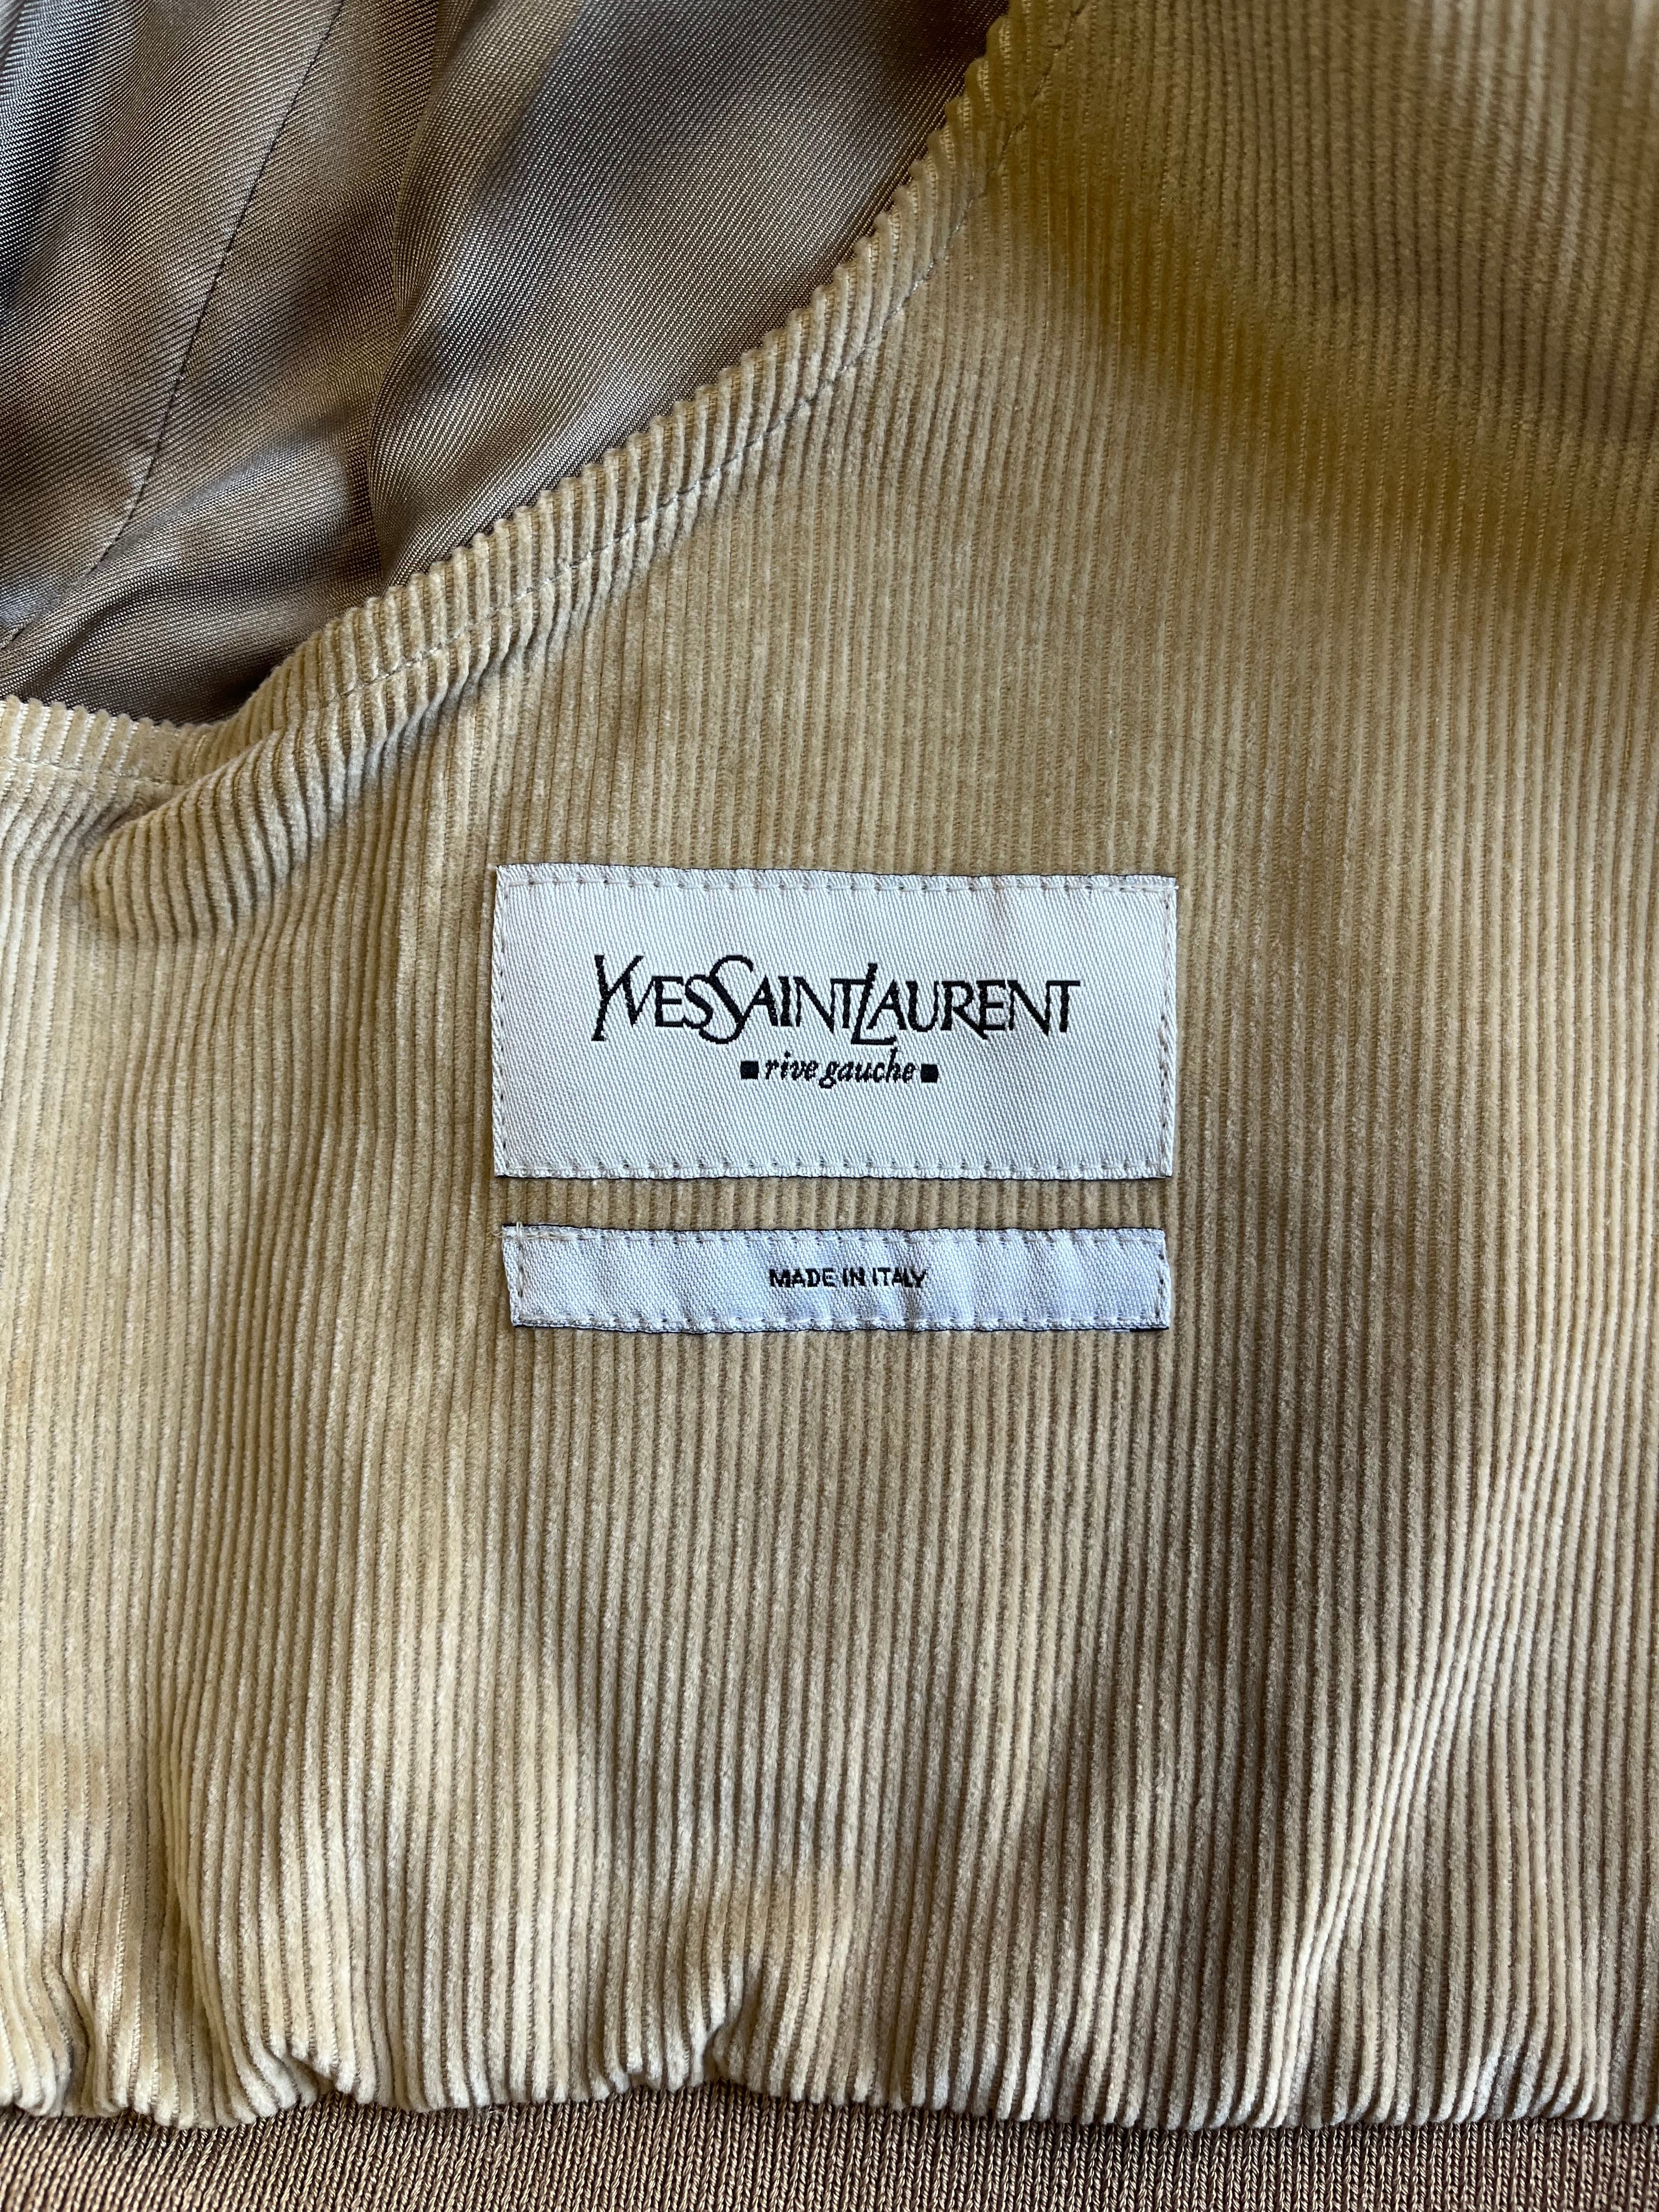 YVESSAINTLAURENT
rive gauche
MADE IN ITALY